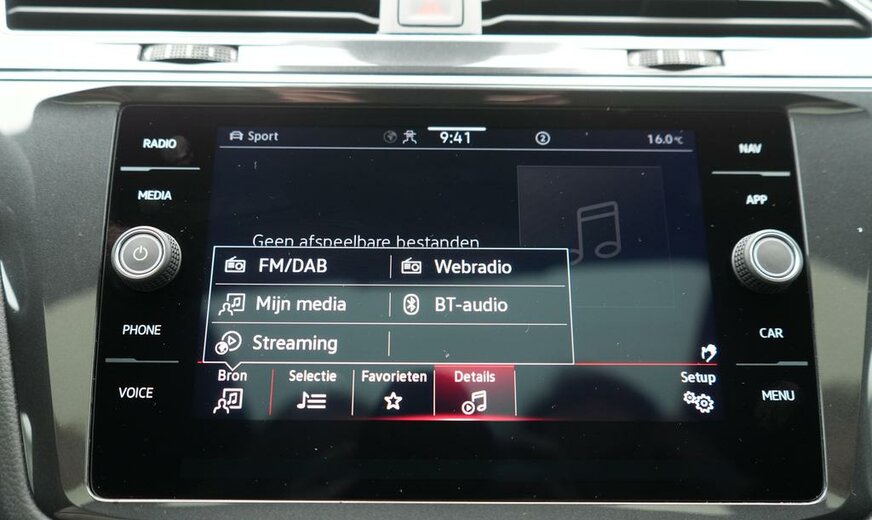 RADIO
MEDIA
PHONE
VOICE
Sport
9:41
2
16.0°C
Geen afspeelbare bestanden
FM/DAB
Webradio
Mijn media
BT-audio
Streaming
Bron
Selectie
Favorieten
Details
Setup
NAV
APP
CAR
MENU